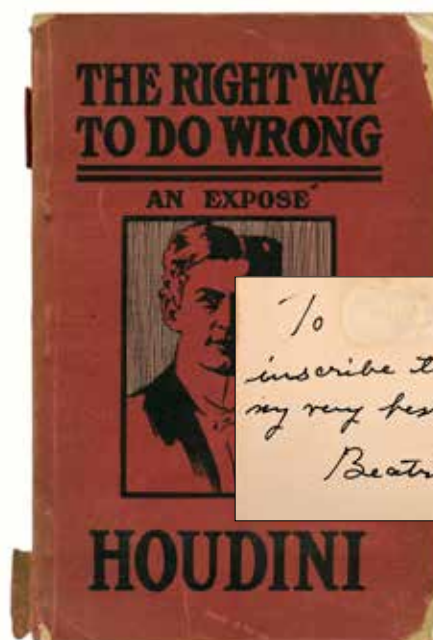 THE RIGHT WAY
TO DO WRONG
AN EXPOSE
HOUDINI
To
inscribe
my very